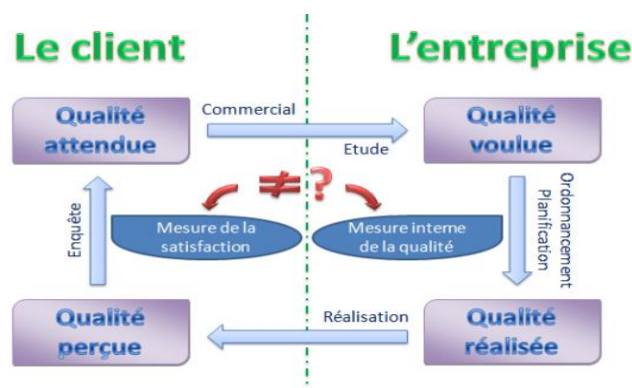 Le client
L'entreprise
Qualité
attendue
Commercial
Etude
Qualité
voulue
≠?
Enquête
Mesure de la
satisfaction
Mesure interne
de la qualité
Ordonnancement
Planification
Qualité
perçue
Réalisation
Qualité
réalisée